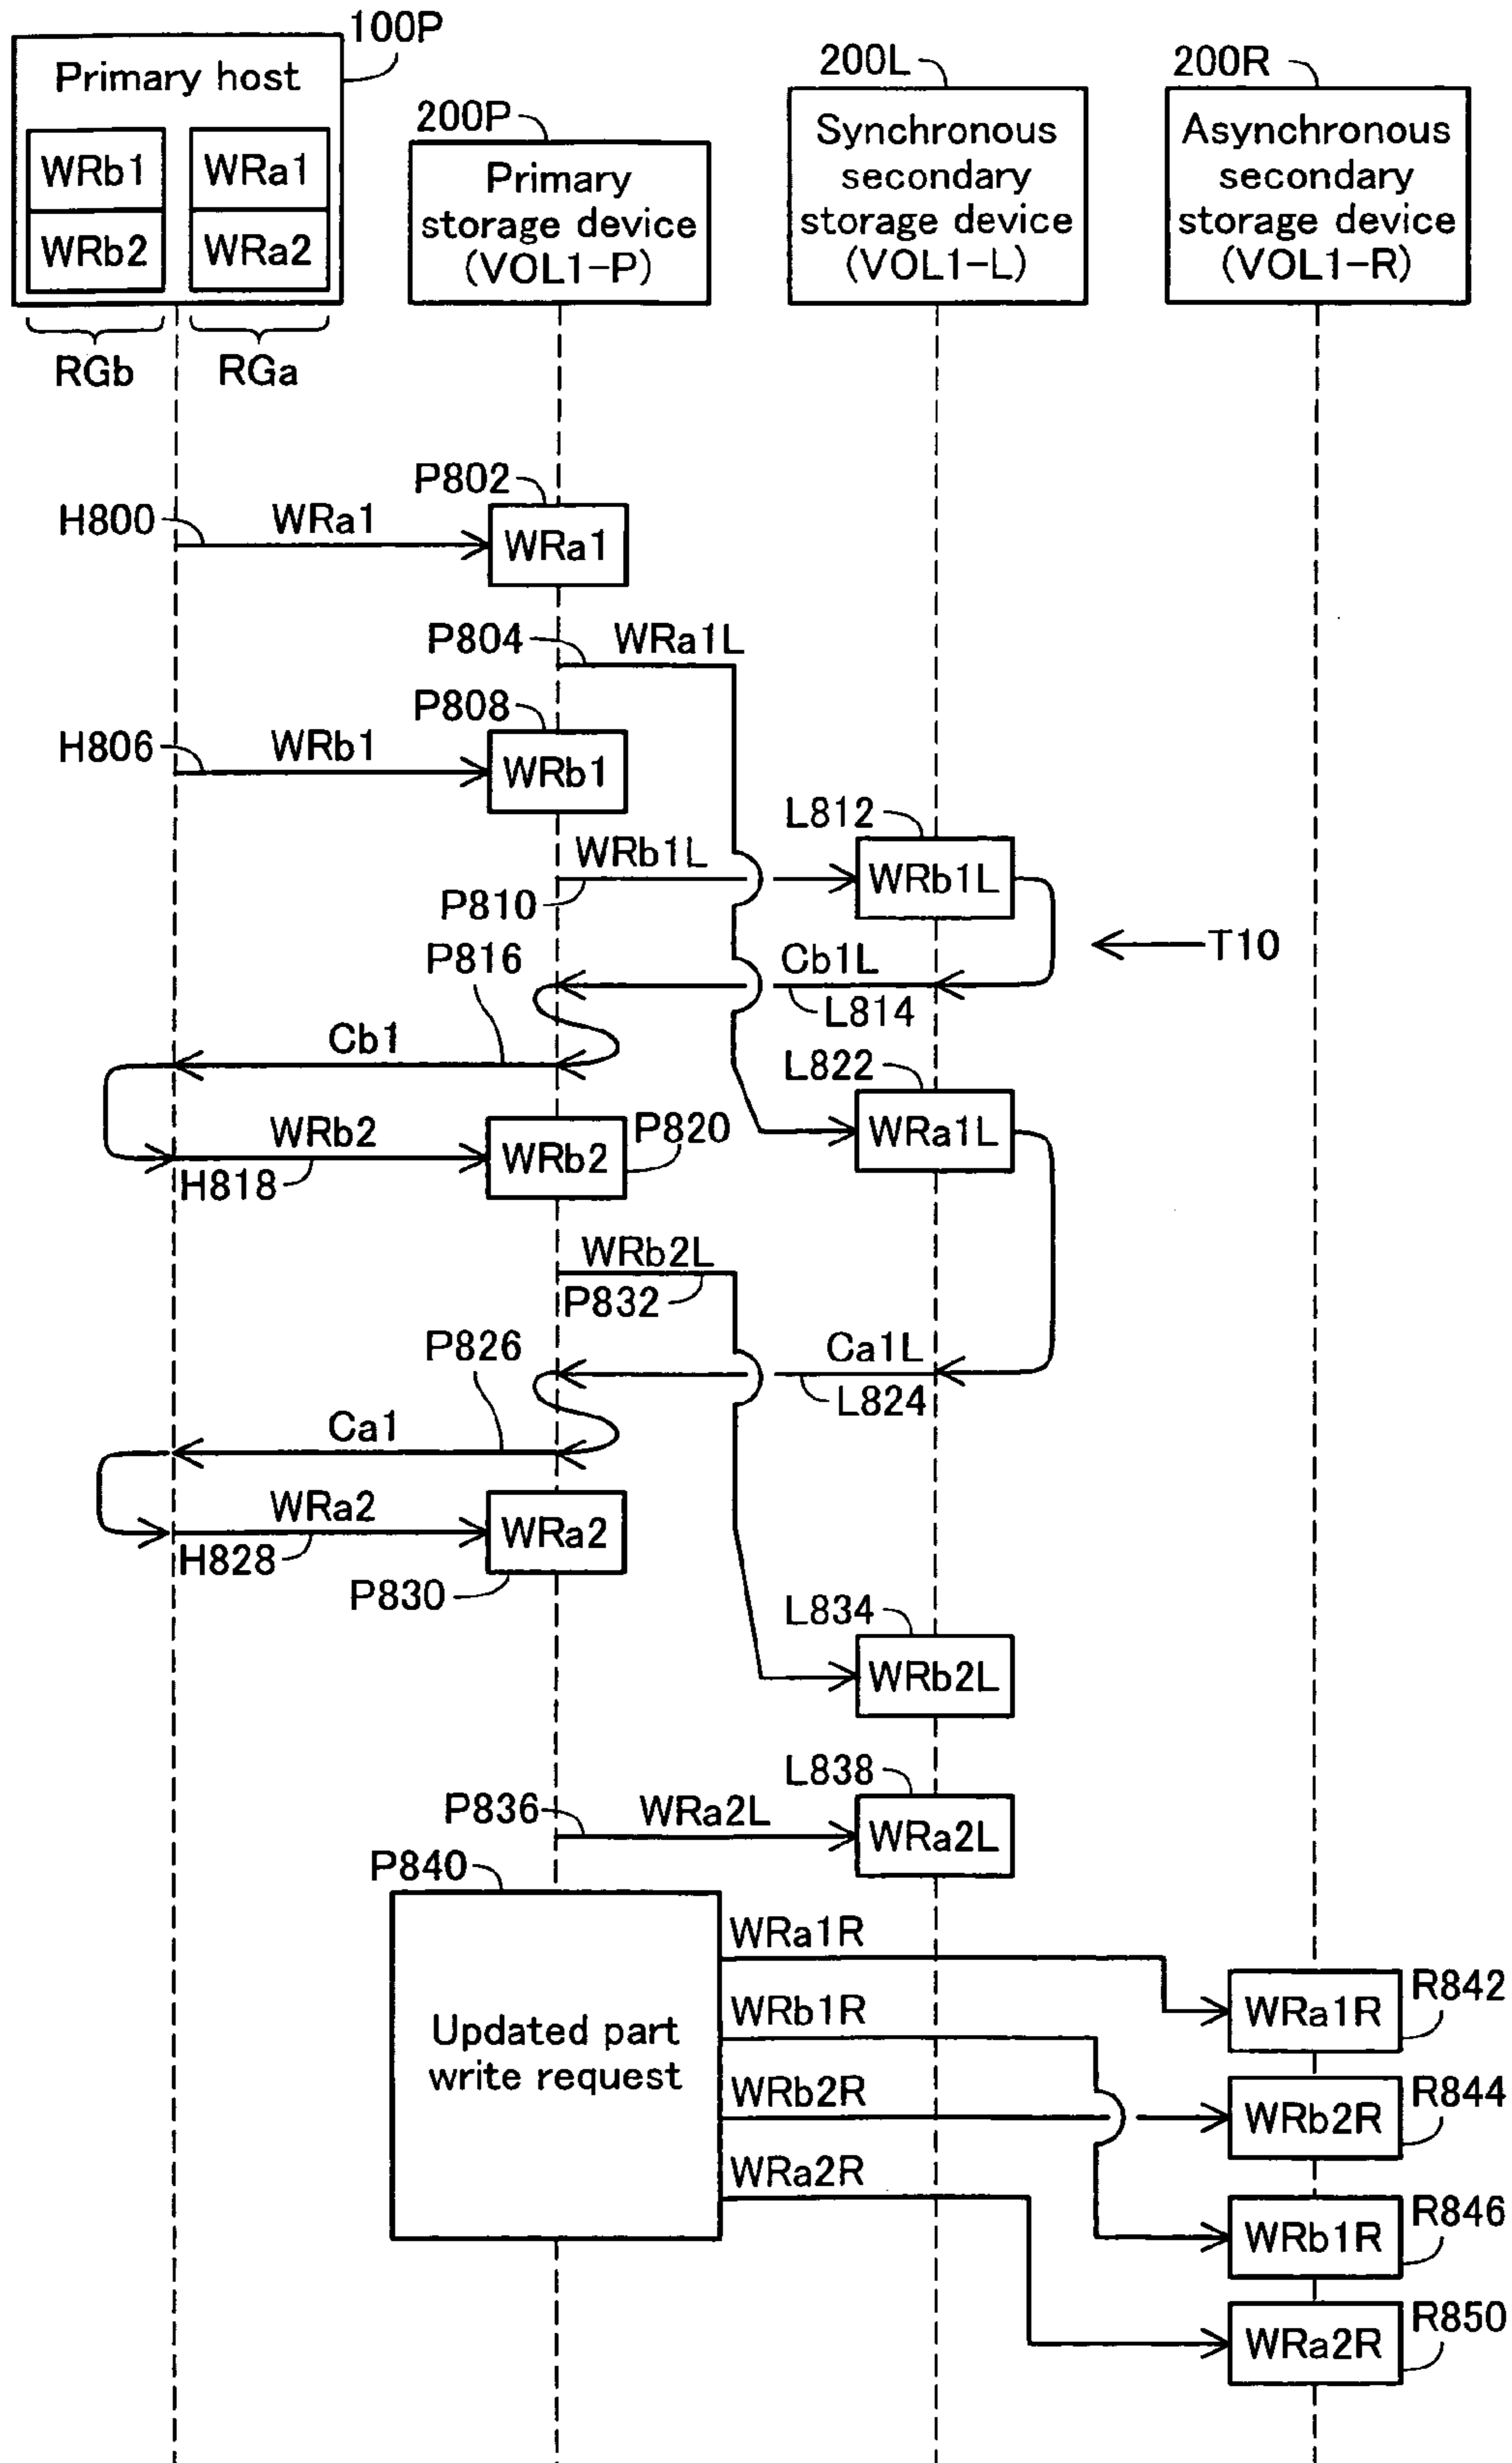 100P
Primary host
WRb1 WRa1
WRb2 WRa2
RGb RGa
200P
Primary
storage device
(VOL1-P)
200L
Synchronous
secondary
storage device
(VOL1-L)
200R
Asynchronous
secondary
storage device
(VOL1-R)
P802
H800 WRa1 WRa1
P804 WRa1L
P808
H806 WRb1 WRb1
L812
WRb1L WRb1L
P810
P816 Cb1L T10
L814
Cb1
L822
WRa1L
WRb2 WRb2 P820
H818
WRb2L
P832
P826 Ca1L
L824
Ca1
WRa2 WRa2
H828
P830
L834
WRb2L
L838
P836 WRa2L WRa2L
P840
Updated part
write request
WRa1R
WRb1R
WRb2R
WRa2R
WRa1R R842
WRb2R R844
WRb1R R846
WRa2R R850